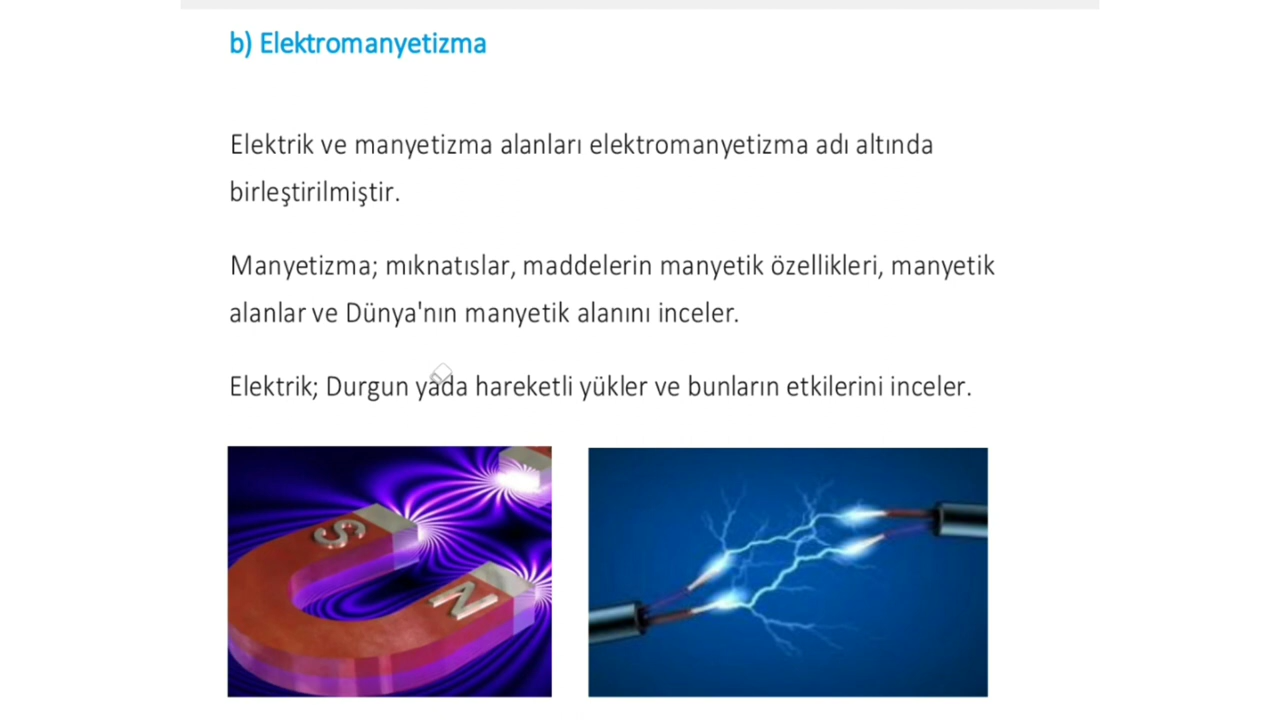 b) Elektromanyetizma
Elektrik ve manyetizma alanları elektromanyetizma adı altında
birleştirilmiştir.
Manyetizma; mıknatıslar, maddelerin manyetik özellikleri, manyetik
alanlar ve Dünya'nın manyetik alanını inceler.
Elektrik; Durgun yada hareketli yükler ve bunların etkilerini inceler.
S
N